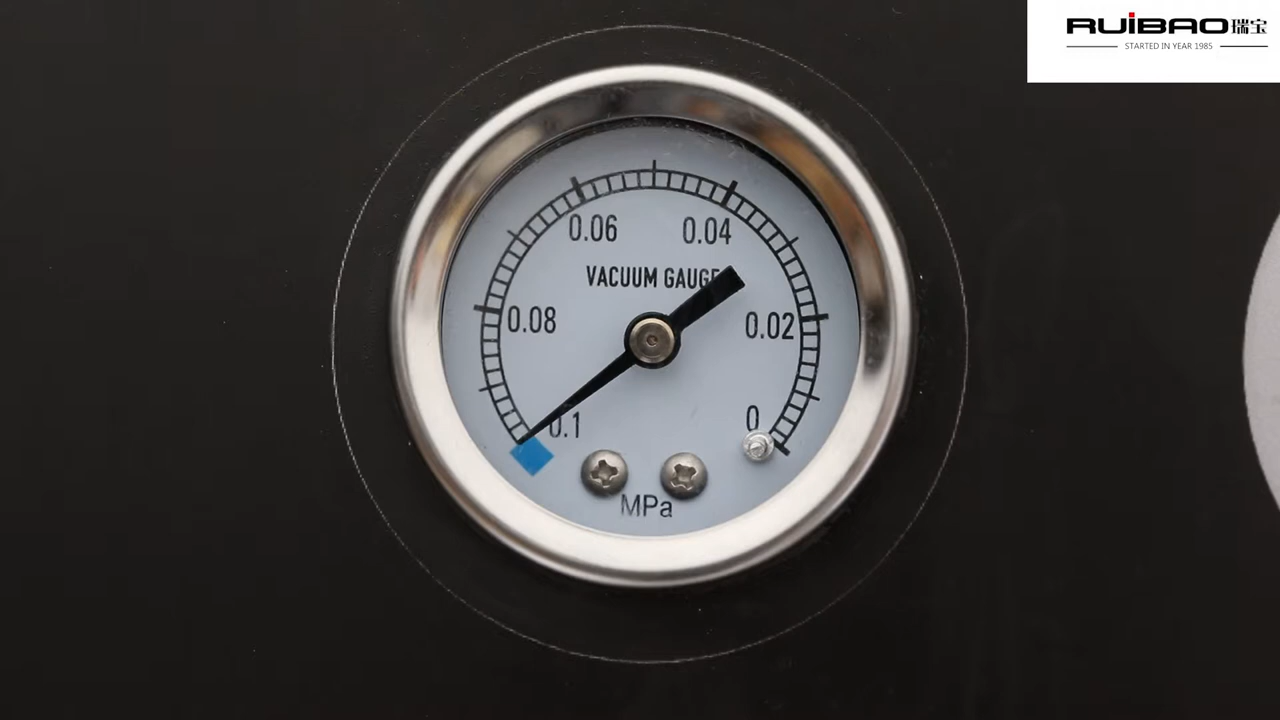 RUIBAO瑞宝
STARTED IN YEAR 1985
0.06 0.04
VACUUM GAUGE
0.08 0.02
0.1 0
MPa